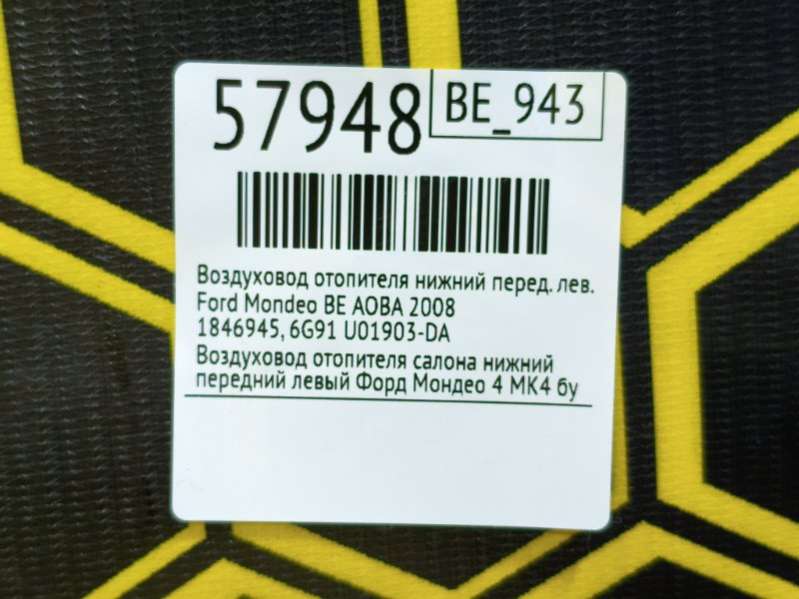 57948
BE_943
Воздуховод отопителя нижний перед. лев.
Ford Mondeo BE AOBA 2008
1846945, 6G91 U01903-DA
Воздуховод отопителя салона нижний
передний левый Форд Мондео 4 МК4 бу